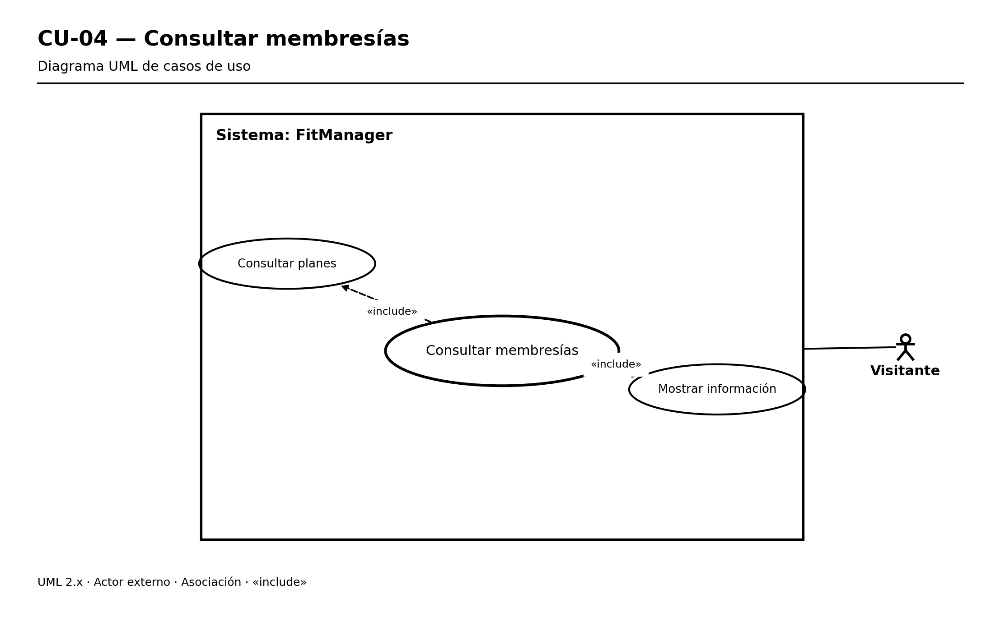 CU-04 — Consultar membresías
Diagrama UML de casos de uso
Sistema: FitManager
Consultar planes
«include»
Consultar membresías
«include»
Mostrar información
Visitante
UML 2.x · Actor externo · Asociación · «include»